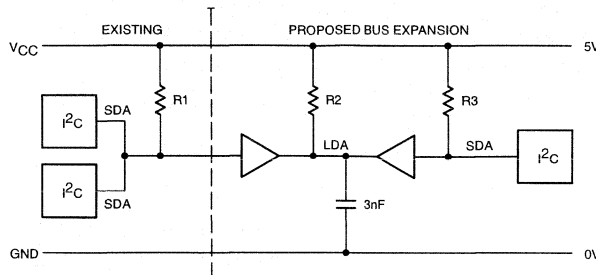 EXISTING
PROPOSED BUS EXPANSION
VCC
5V
R1
R2
R3
SDA
I²C
LDA
SDA
I²C
I²C
SDA
3nF
GND
0V